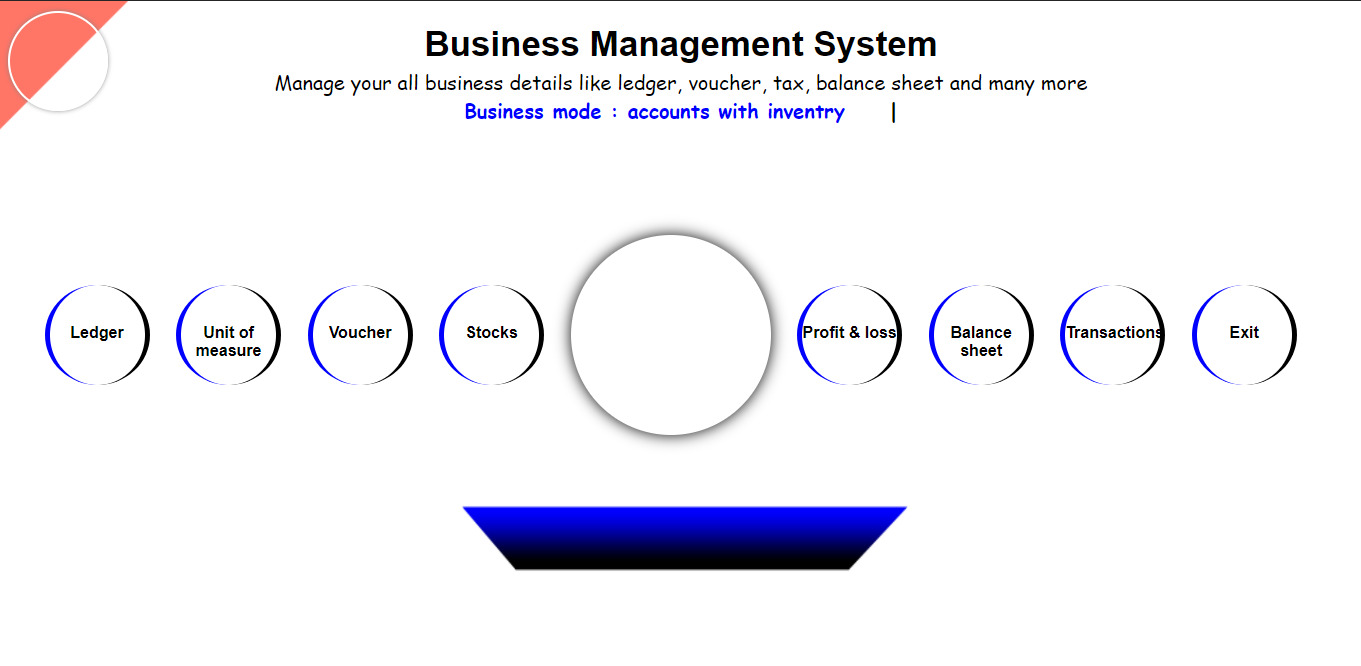 Business Management System
Manage your all business details like ledger, voucher, tax, balance sheet and many more
Business mode : accounts with inventry |
Ledger
Unit of
measure
Voucher
Stocks
Profit & loss
Balance
sheet
Transactions
Exit